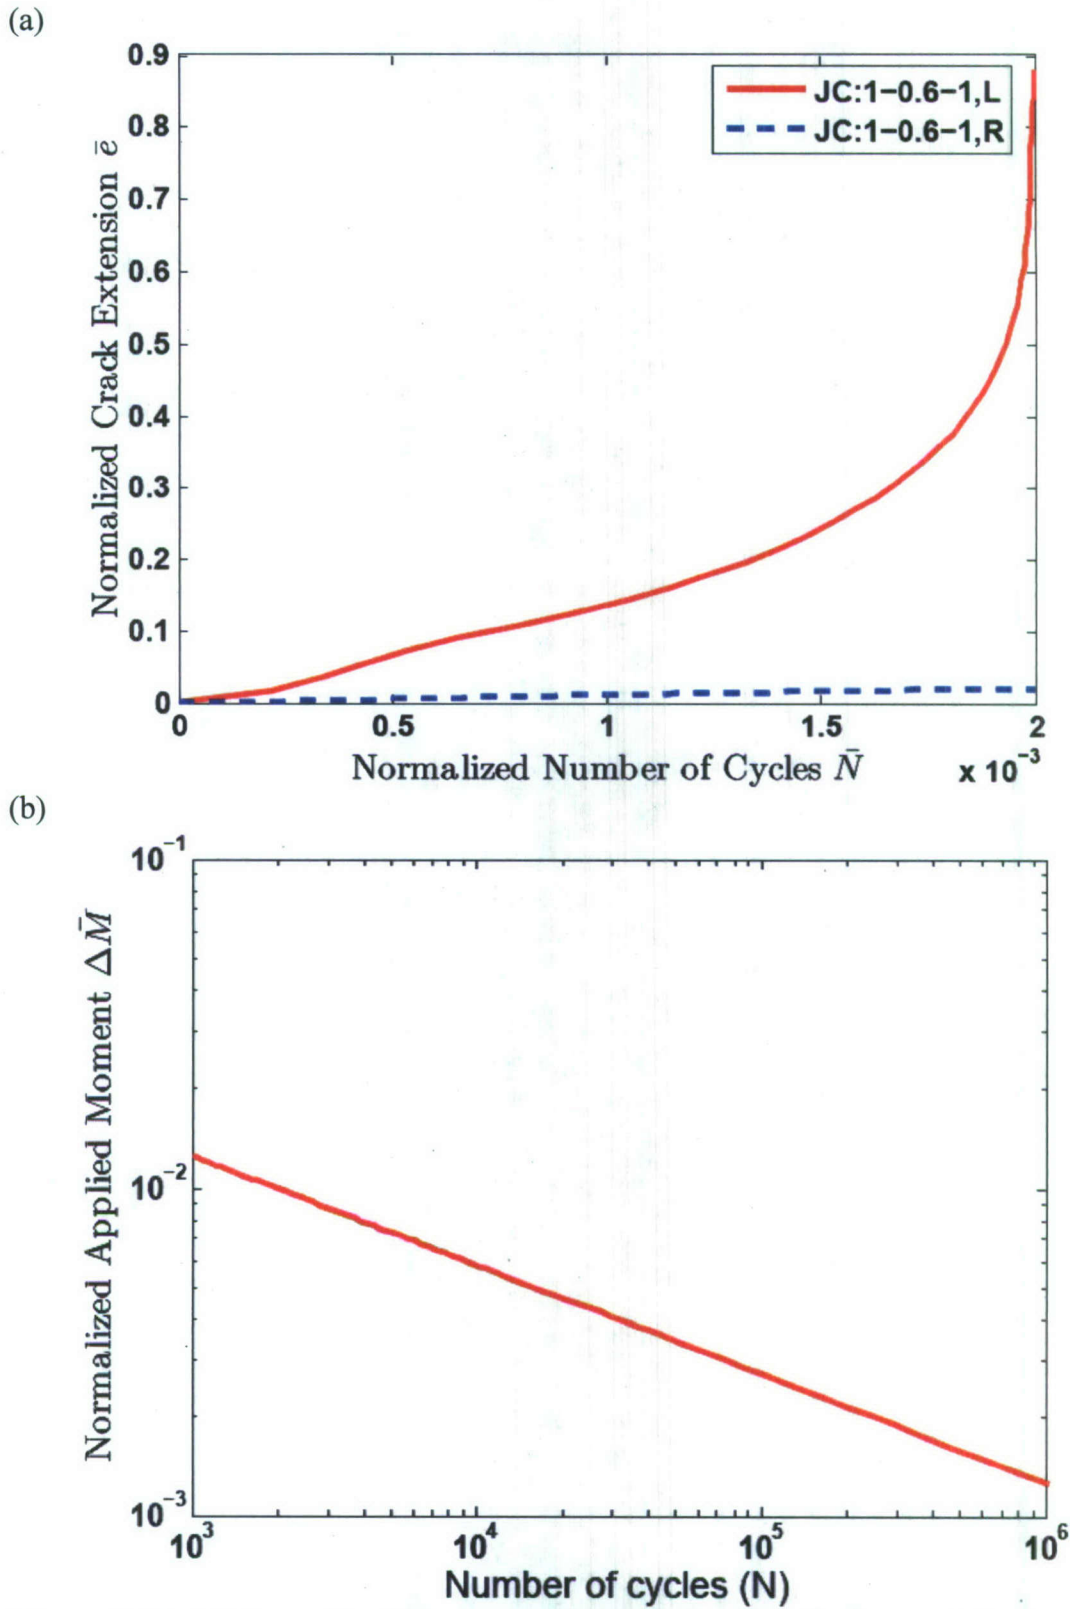 (a)
Normalized Crack Extension ē
0.9
0.8
0.7
0.6
0.5
0.4
0.3
0.2
0.1
0
JC:1−0.6−1,L
JC:1−0.6−1,R
0 0.5 1 1.5 2
Normalized Number of Cycles N̄ x 10⁻³
(b)
Normalized Applied Moment ΔM̄
10⁻¹
10⁻²
10⁻³
10³ 10⁴ 10⁵ 10⁶
Number of cycles (N)